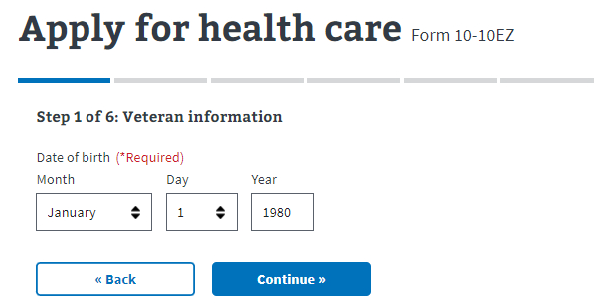 Apply for health care Form 10-10EZ
Step 1 of 6: Veteran information
Date of birth (*Required)
Month Day Year
January 1 1980
« Back Continue »